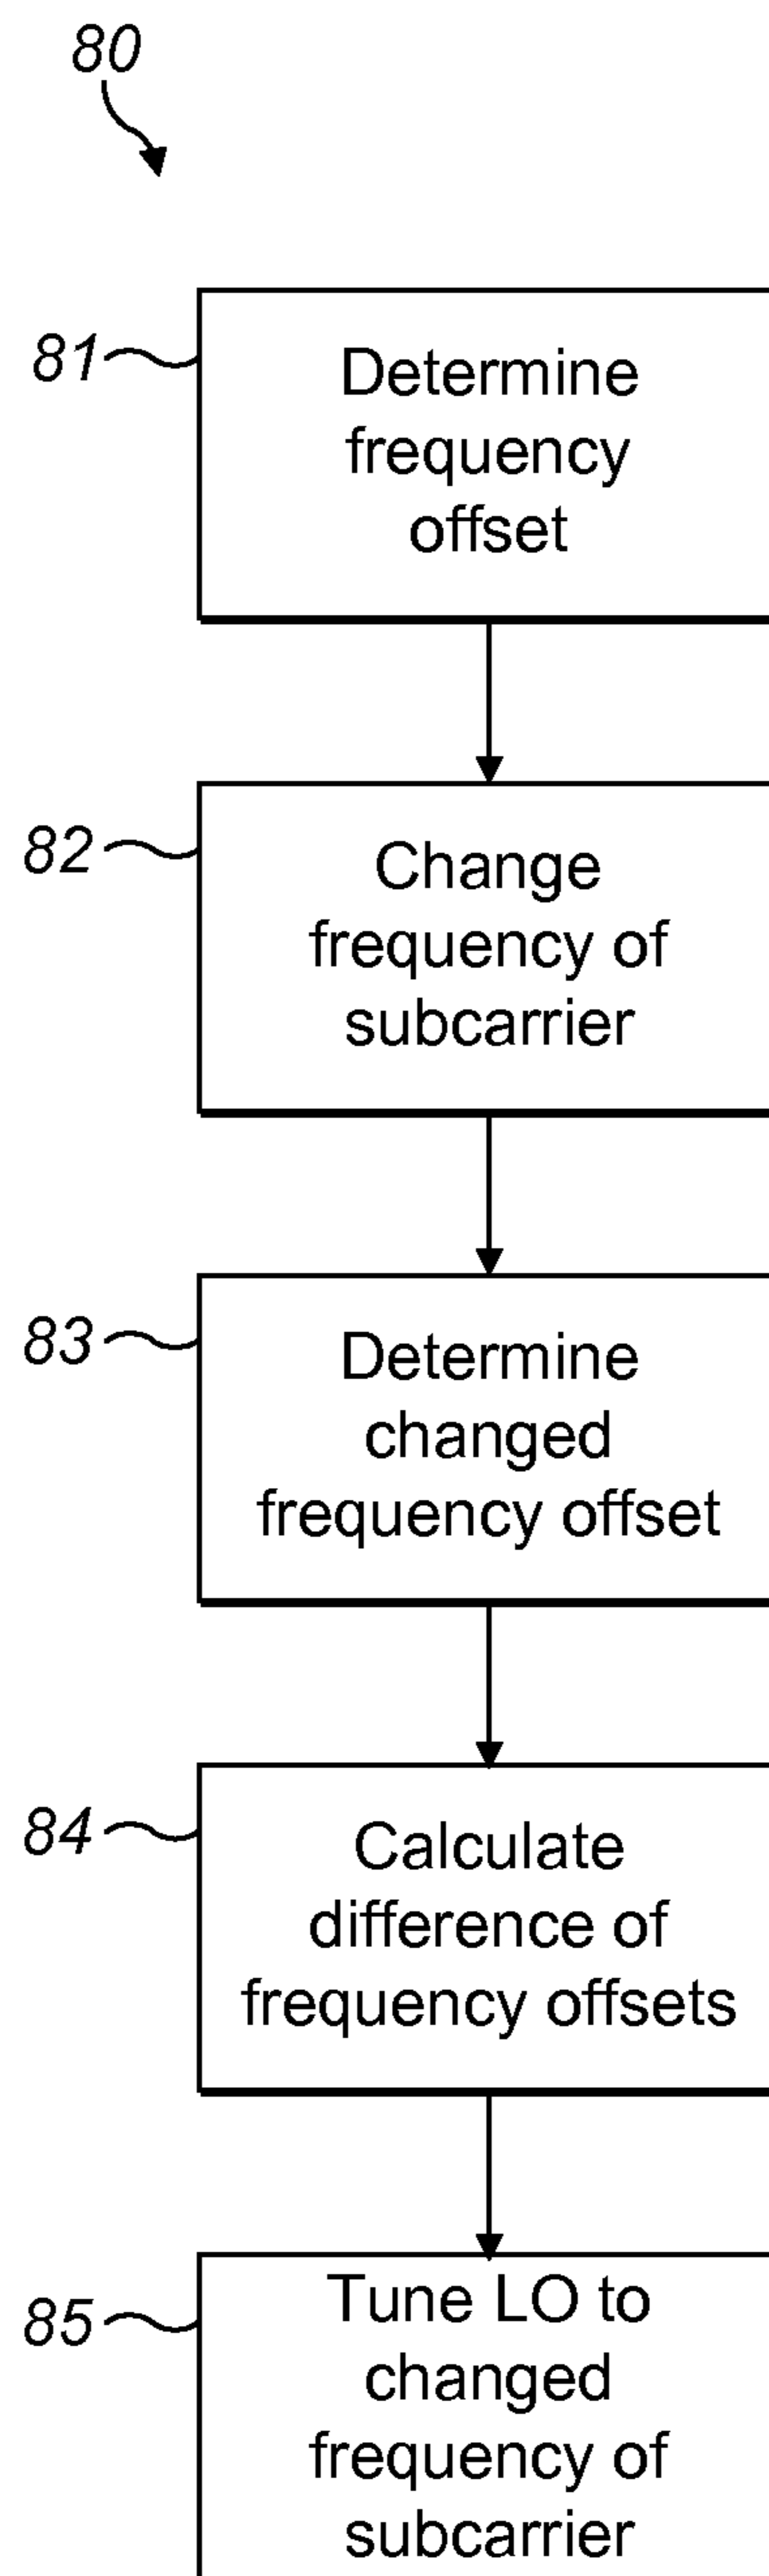 80
81
Determine
frequency
offset
82
Change
frequency of
subcarrier
83
Determine
changed
frequency offset
84
Calculate
difference of
frequency offsets
85
Tune LO to
changed
frequency of
subcarrier